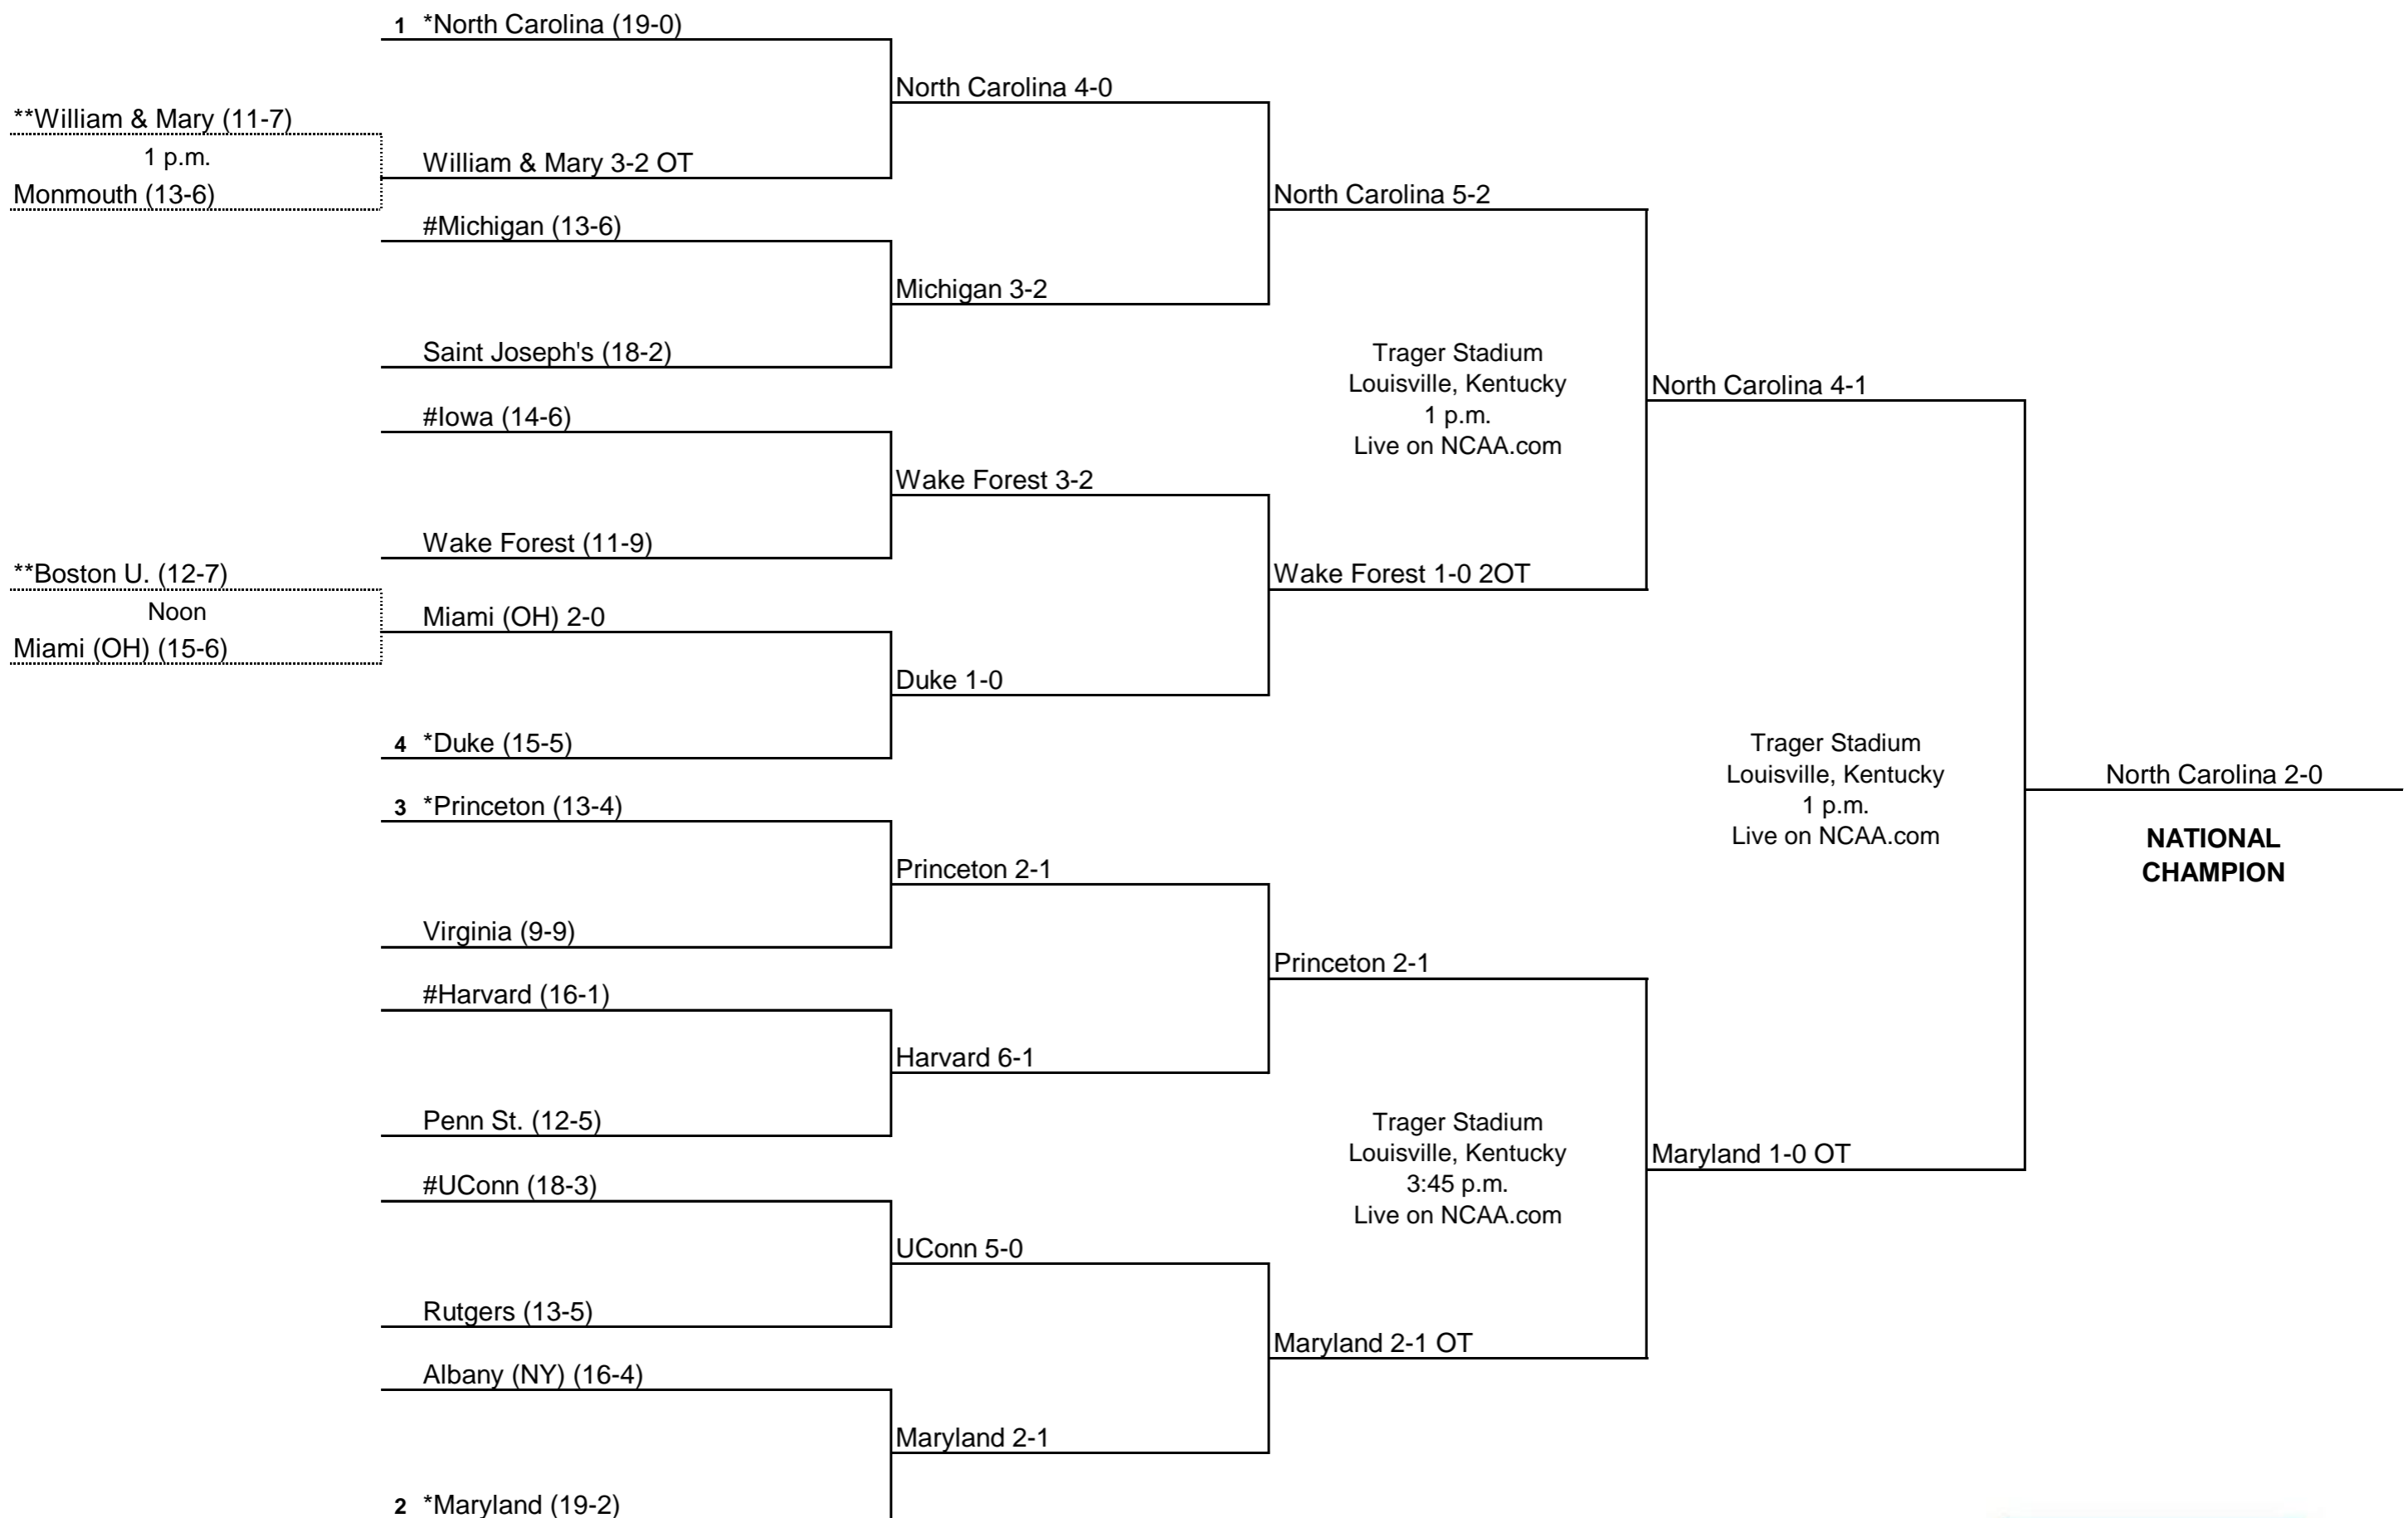 1 *North Carolina (19-0)
**William & Mary (11-7)
1 p.m.
Monmouth (13-6)
William & Mary 3-2 OT
#Michigan (13-6)
Saint Joseph's (18-2)
#Iowa (14-6)
Wake Forest (11-9)
**Boston U. (12-7)
Noon
Miami (OH) (15-6)
Miami (OH) 2-0
4 *Duke (15-5)
3 *Princeton (13-4)
Virginia (9-9)
#Harvard (16-1)
Penn St. (12-5)
#UConn (18-3)
Rutgers (13-5)
Albany (NY) (16-4)
2 *Maryland (19-2)
North Carolina 4-0
Michigan 3-2
Wake Forest 3-2
Duke 1-0
Princeton 2-1
Harvard 6-1
UConn 5-0
Maryland 2-1
North Carolina 5-2
Trager Stadium
Louisville, Kentucky
1 p.m.
Live on NCAA.com
Wake Forest 1-0 2OT
Princeton 2-1
Trager Stadium
Louisville, Kentucky
3:45 p.m.
Live on NCAA.com
Maryland 2-1 OT
North Carolina 4-1
Trager Stadium
Louisville, Kentucky
1 p.m.
Live on NCAA.com
Maryland 1-0 OT
North Carolina 2-0
NATIONAL
CHAMPION